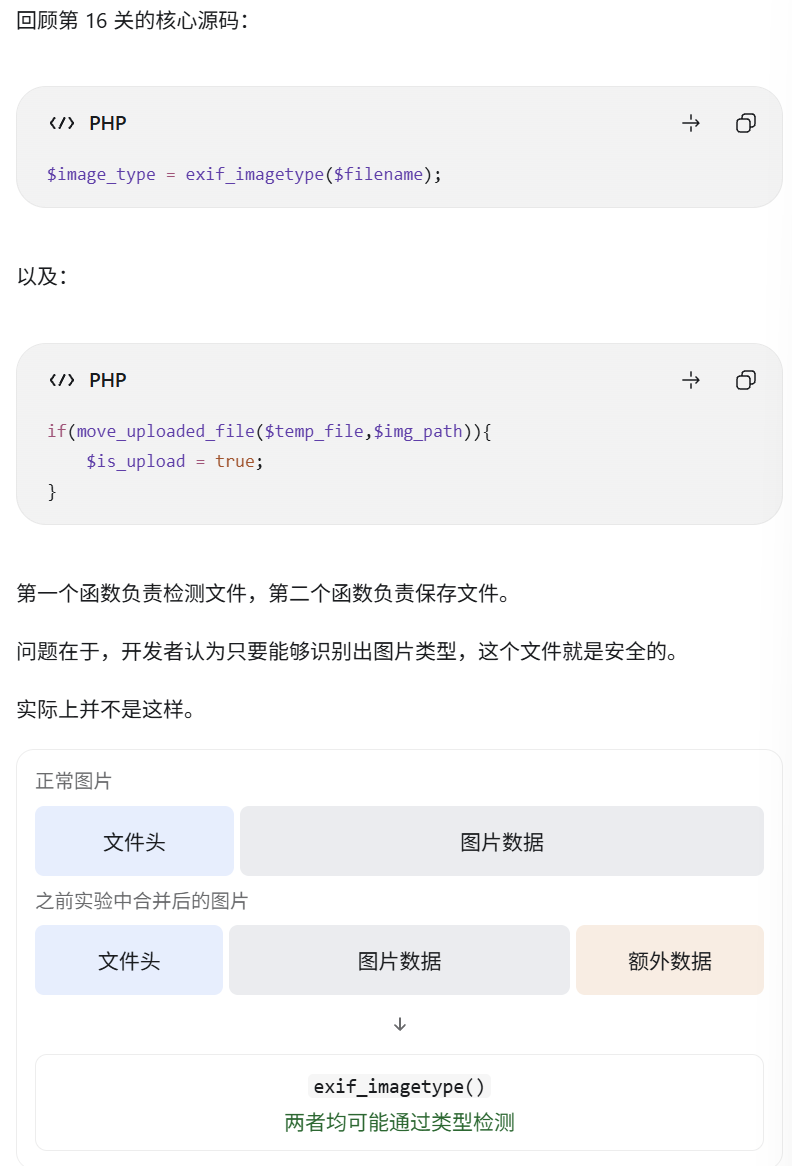 回顾第 16 关的核心源码：
PHP
$image_type = exif_imagetype($filename);
以及：
PHP
if(move_uploaded_file($temp_file,$img_path)){
    $is_upload = true;
}
第一个函数负责检测文件，第二个函数负责保存文件。
问题在于，开发者认为只要能够识别出图片类型，这个文件就是安全的。
实际上并不是这样。
正常图片
文件头 图片数据
之前实验中合并后的图片
文件头 图片数据 额外数据
exif_imagetype()
两者均可能通过类型检测